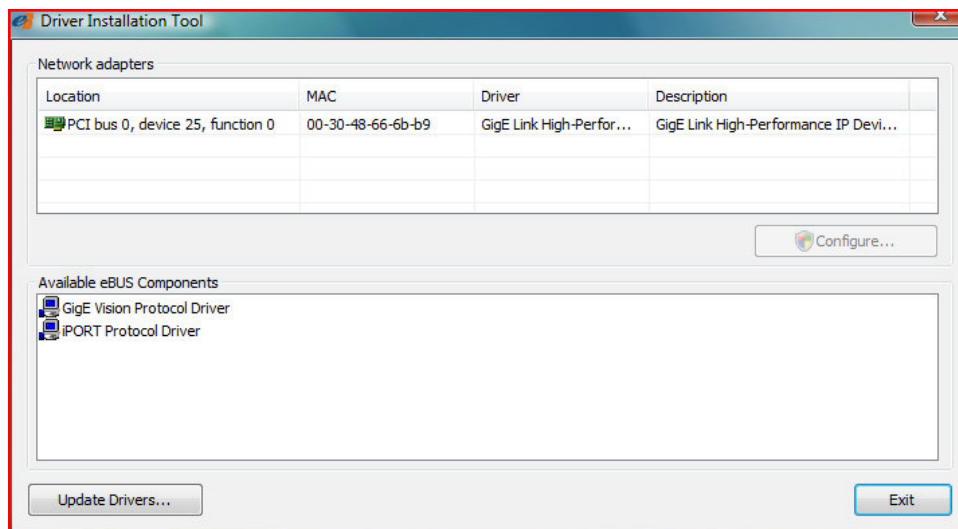 Driver Installation Tool
Network adapters
Location MAC Driver Description
PCI bus 0, device 25, function 0 00-30-48-66-6b-b9 GigE Link High-Perfor... GigE Link High-Performance IP Devi...
Configure...
Available eBUS Components
GigE Vision Protocol Driver
iPORT Protocol Driver
Update Drivers... Exit